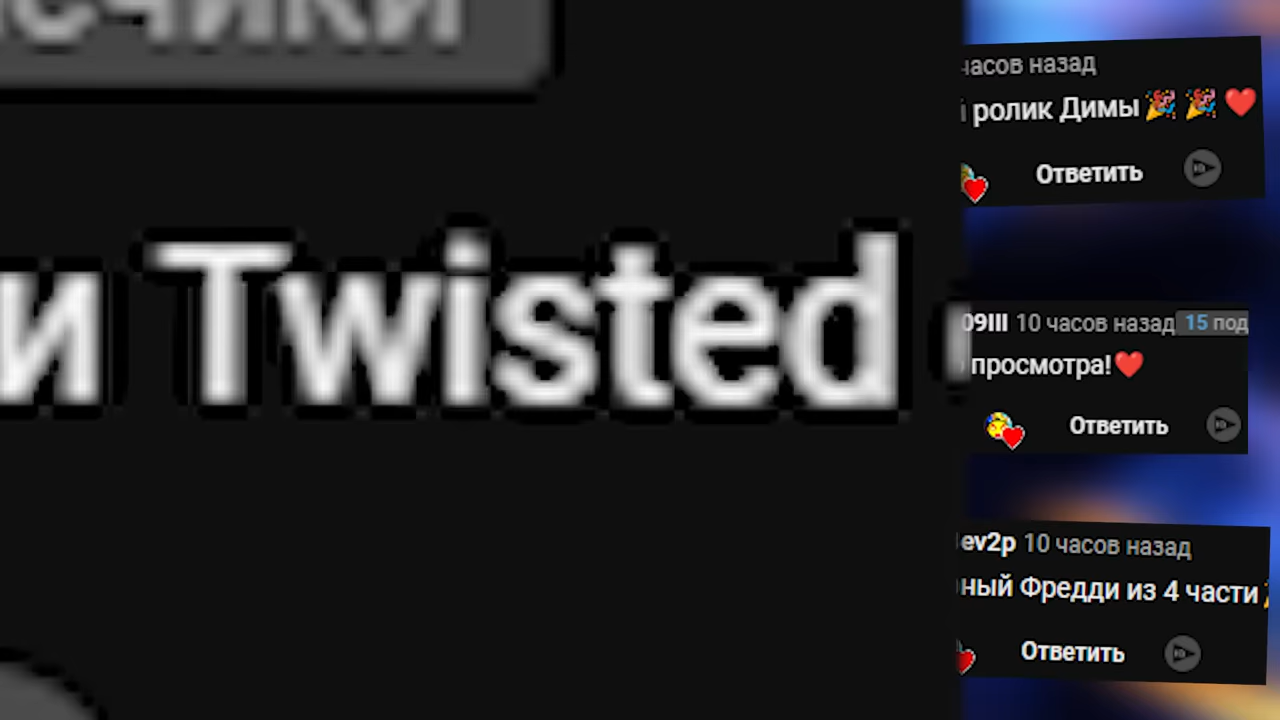 и Twisted
часов назад
ролик Димы 🎉 🎉 ❤️
Ответить
09III 10 часов назад 15 под
просмотра!❤️
Ответить
ev2p 10 часов назад
ный Фредди из 4 части
Ответить